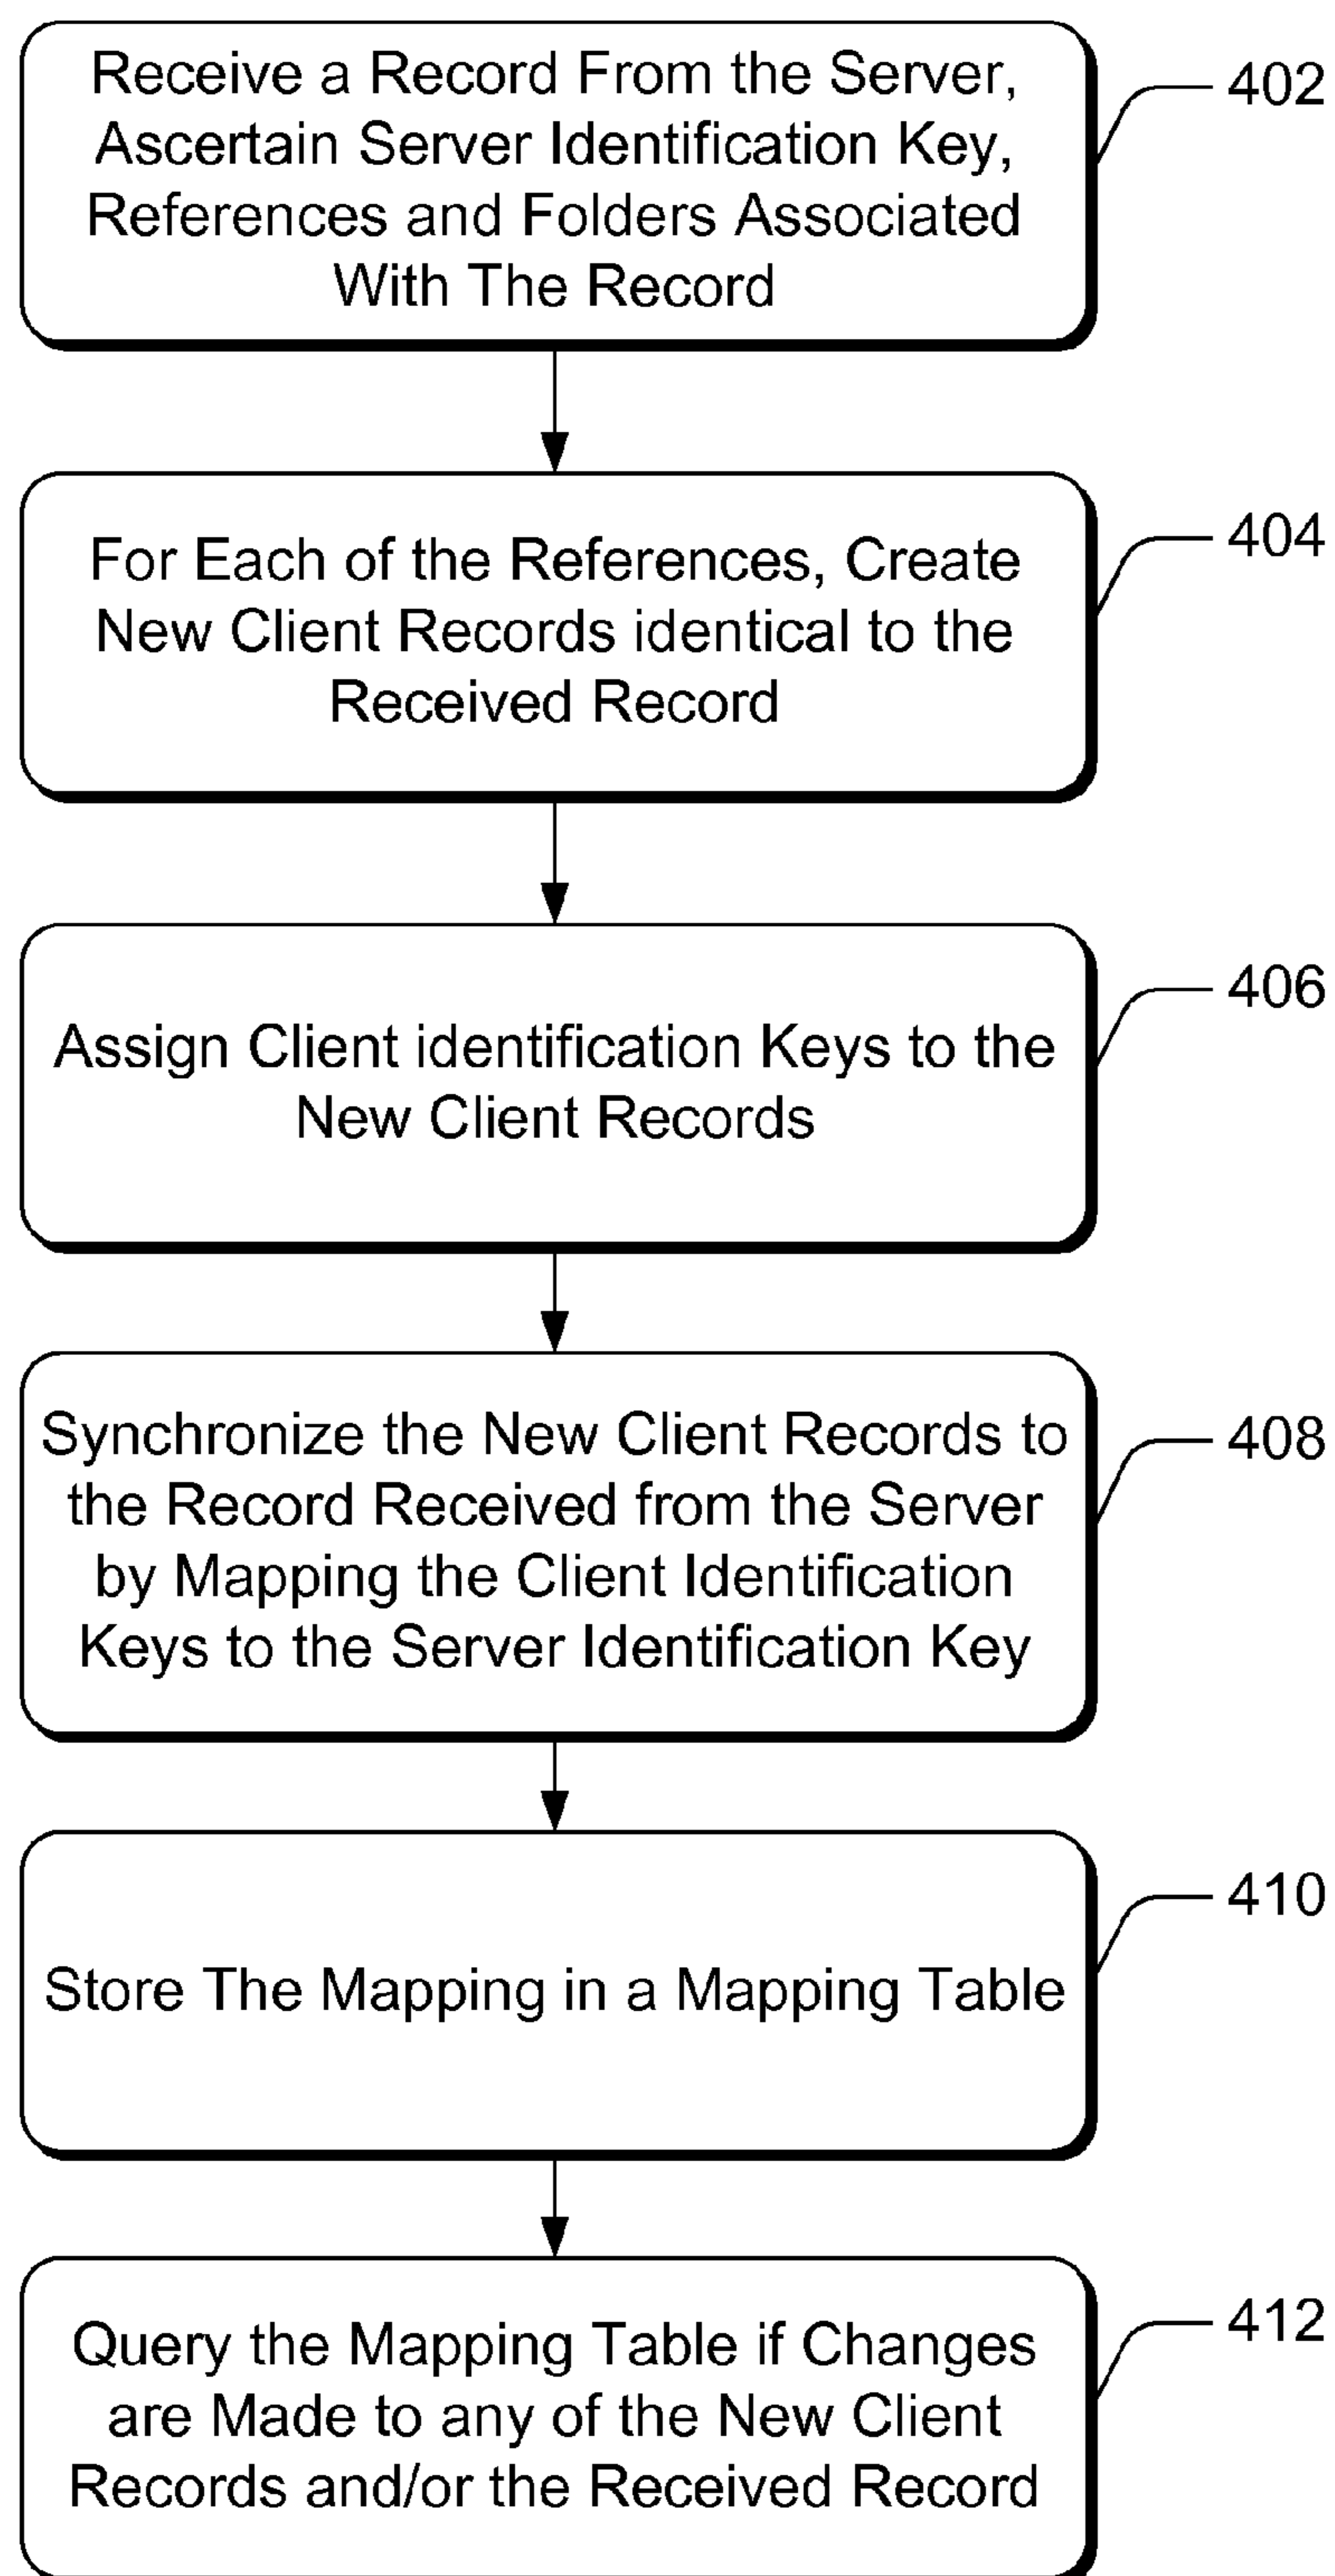 Receive a Record From the Server,
Ascertain Server Identification Key,
References and Folders Associated
With The Record
402
For Each of the References, Create
New Client Records identical to the
Received Record
404
Assign Client identification Keys to the
New Client Records
406
Synchronize the New Client Records to
the Record Received from the Server
by Mapping the Client Identification
Keys to the Server Identification Key
408
Store The Mapping in a Mapping Table
410
Query the Mapping Table if Changes
are Made to any of the New Client
Records and/or the Received Record
412